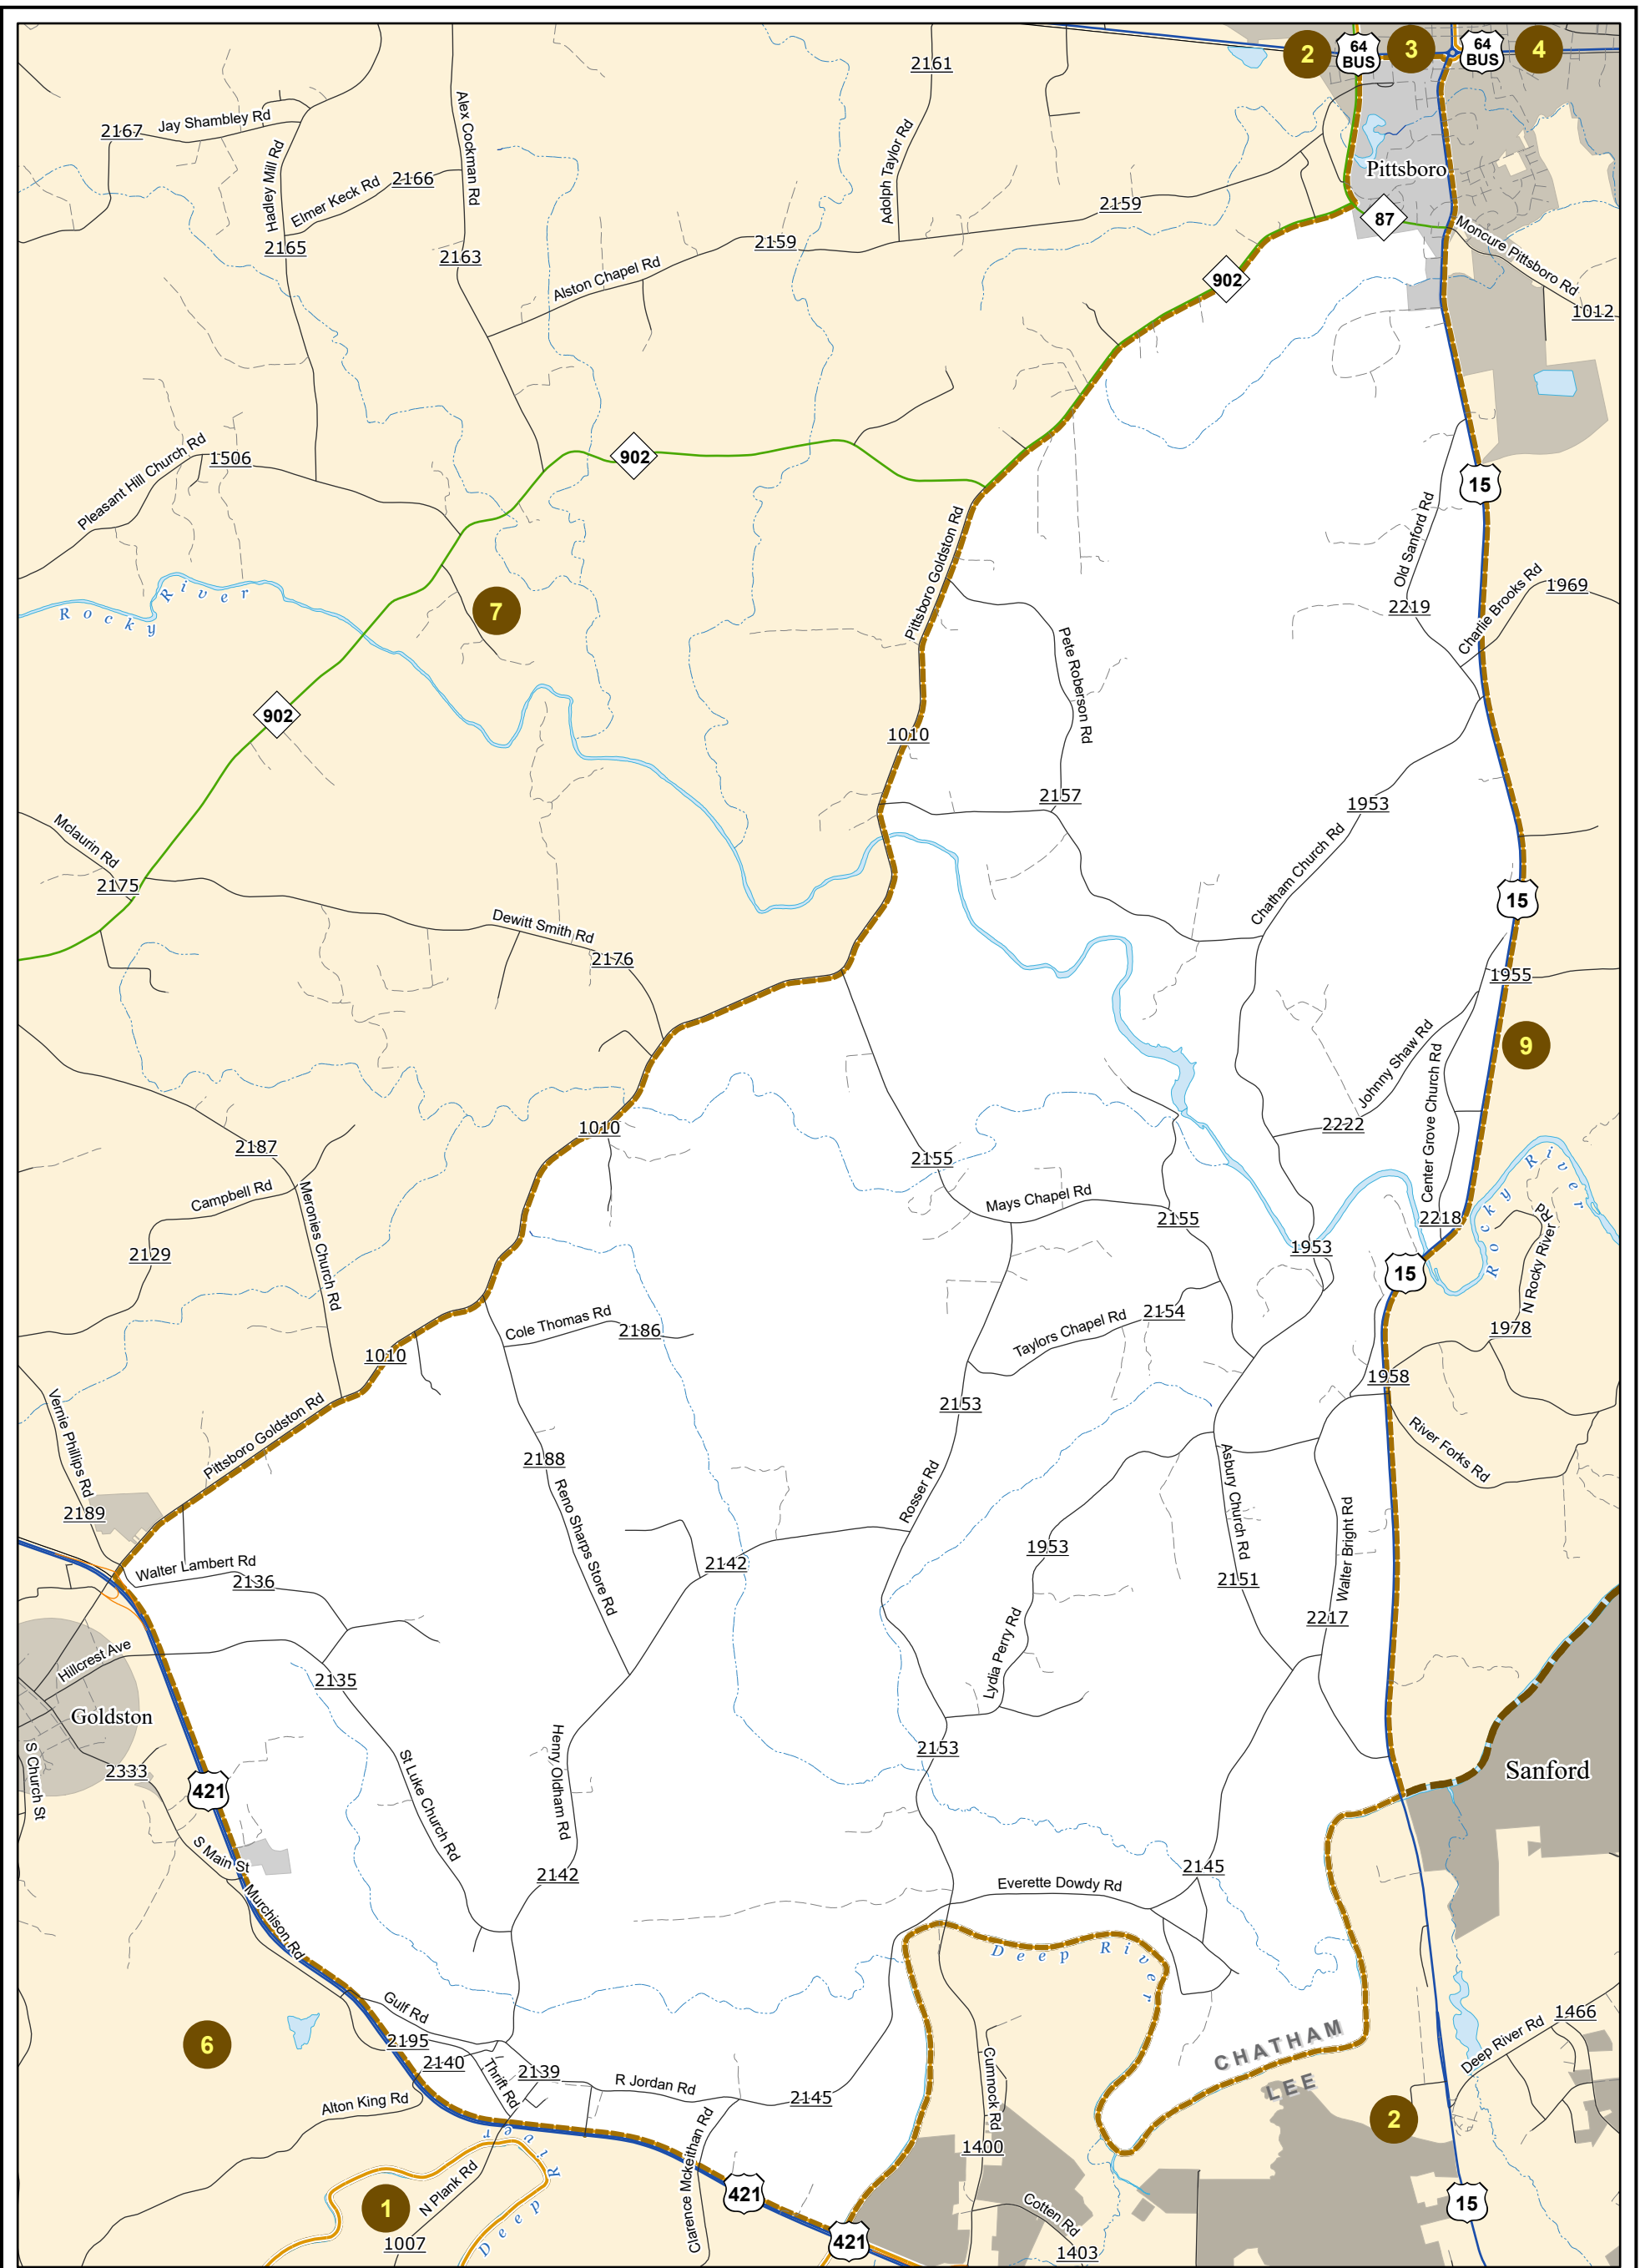 2
64
BUS
3
64
BUS
4
2161
2167
Jay Shambley Rd
Alex Cockman Rd
Hadley Mill Rd
Elmer Keck Rd
2166
Adolph Taylor Rd
Pittsboro
2159
87
2165
2163
2159
Alston Chapel Rd
902
Moncure Pittsboro Rd
1012
Pleasant Hill Church Rd
1506
902
15
Pittsboro Goldston Rd
Old Sanford Rd
Rocky River
7
2219
Charlie Brooks Rd
1969
Pete Roberson Rd
902
1010
2157
1953
Mclaurin Rd
2175
Chatham Church Rd
15
Dewitt Smith Rd
2176
1955
9
Johnny Shaw Rd
Center Grove Church Rd
1010
2222
2187
2155
Campbell Rd
Meronies Church Rd
Mays Chapel Rd
2155
2218
Rocky River
N Rocky River Rd
2129
1953
15
Cole Thomas Rd
2186
Taylors Chapel Rd
2154
1978
1010
1958
Vernie Phillips Rd
Pittsboro Goldston Rd
2153
River Forks Rd
2188
Reno Sharps Store Rd
Rosser Rd
Asbury Church Rd
Walter Bright Rd
2189
Walter Lambert Rd
2136
2142
1953
2151
2217
Hillcrest Ave
2135
Lydia Perry Rd
Goldston
Henry Oldham Rd
2153
S Church St
2333
St Luke Church Rd
421
Sanford
S Main St
2142
2145
Everette Dowdy Rd
Murchison Rd
Deep River
Gulf Rd
6
2195
2140
Thrift Rd
2139
R Jordan Rd
2145
Cumnock Rd
CHATHAM
LEE
1466
Deep River Rd
2
Alton King Rd
Clarence Mckeithan Rd
Deep River
1400
N Plank Rd
1
1007
421
421
Cotten Rd
1403
15